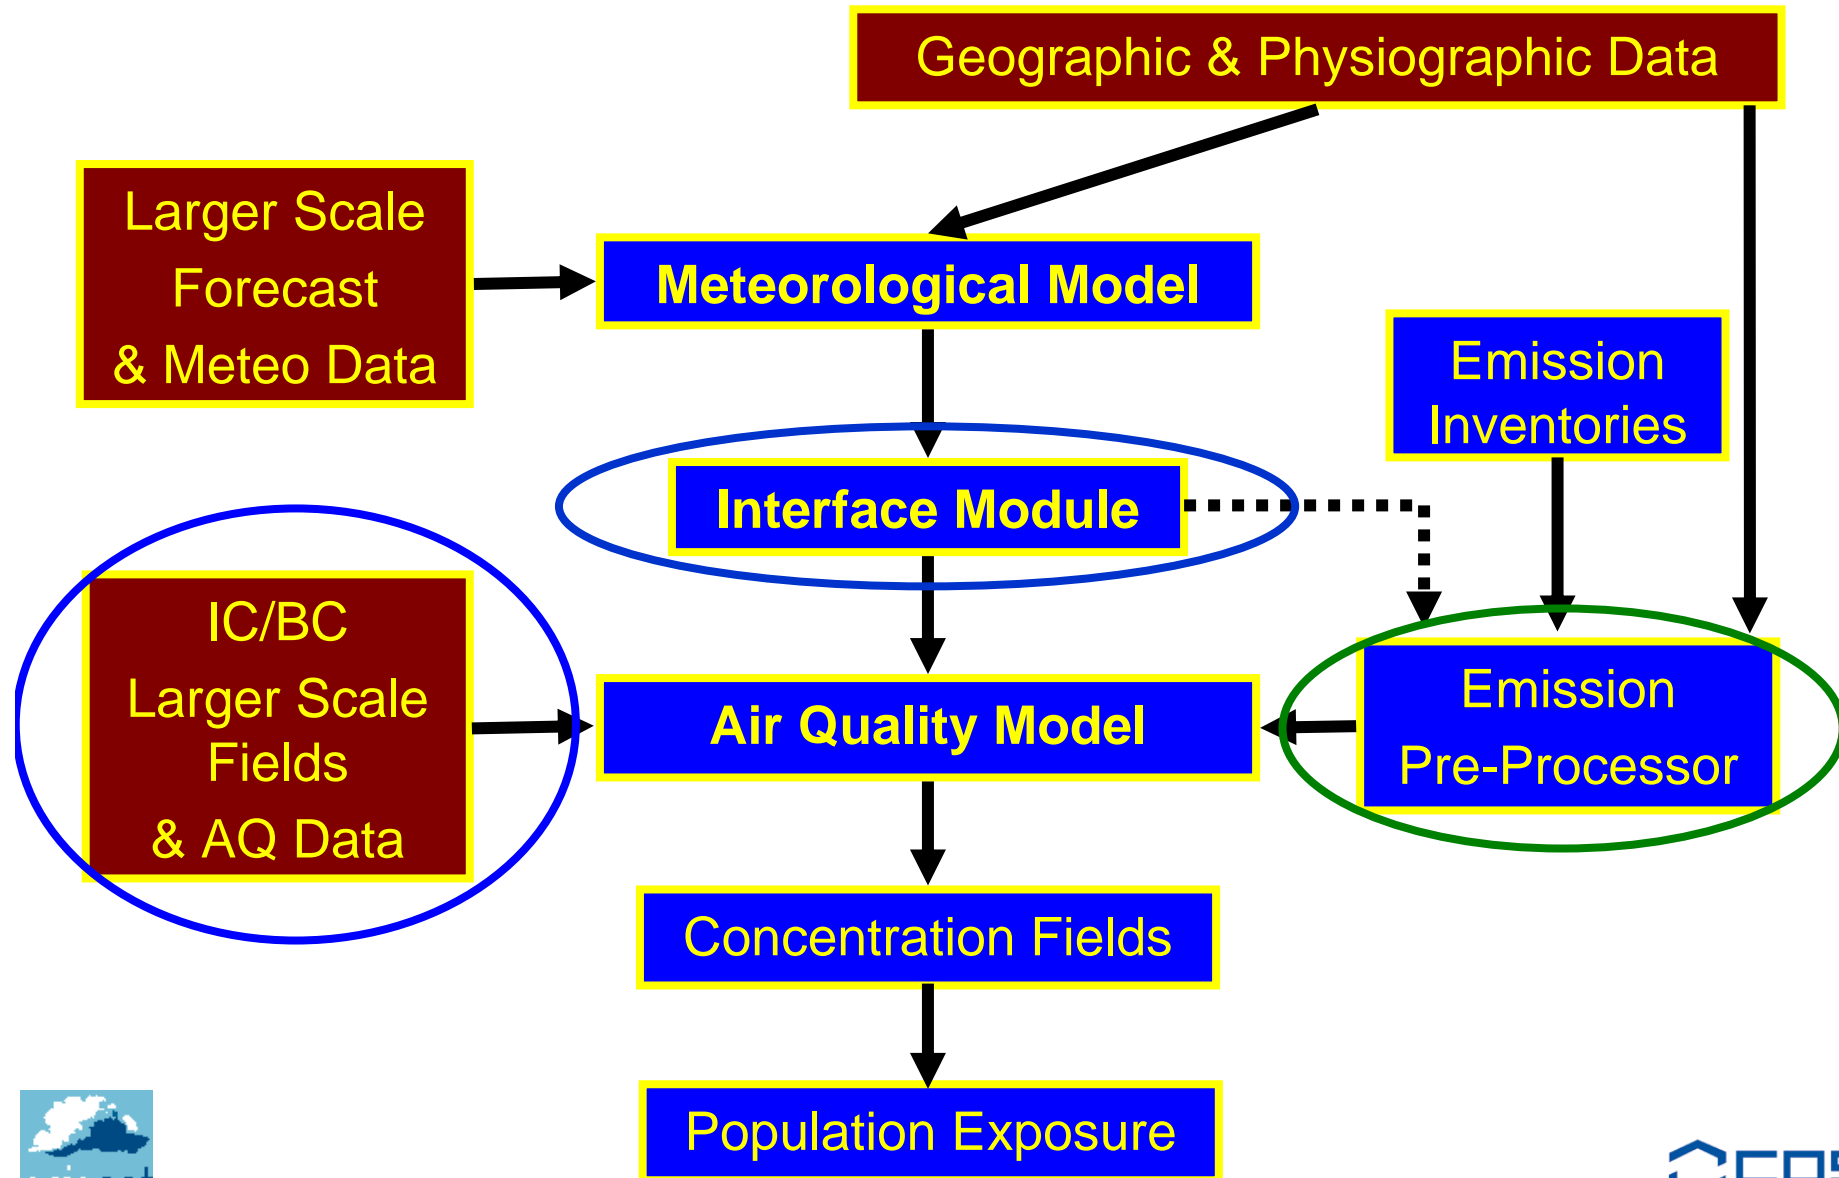 Geographic & Physiographic Data
Larger Scale
Forecast
& Meteo Data
Meteorological Model
Emission
Inventories
Interface Module
IC/BC
Larger Scale
Fields
& AQ Data
Air Quality Model
Emission
Pre-Processor
Concentration Fields
Population Exposure